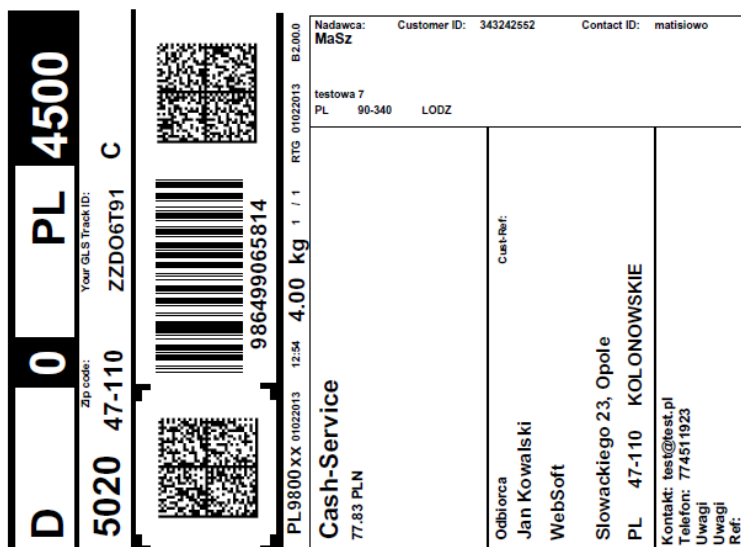 Nadawca: Customer ID: 343242552 Contact ID: matisiowo
MaSz
testowa 7
PL 90-340 LODZ
D 0 PL 4500
Zip code: Your GLS Track ID:
5020 47-110 ZZDO6T91 C
986499065814
PL9800XX 01022013 12:54 4.00 kg 1 / 1 RTG 01022013 B2.00.0
Cash-Service
77.83 PLN
Cust-Ref:
Odbiorca
Jan Kowalski
WebSoft
Slowackiego 23, Opole
PL 47-110 KOLONOWSKIE
Kontakt: test@test.pl
Telefon: 774511923
Uwagi
Uwagi
Ref: